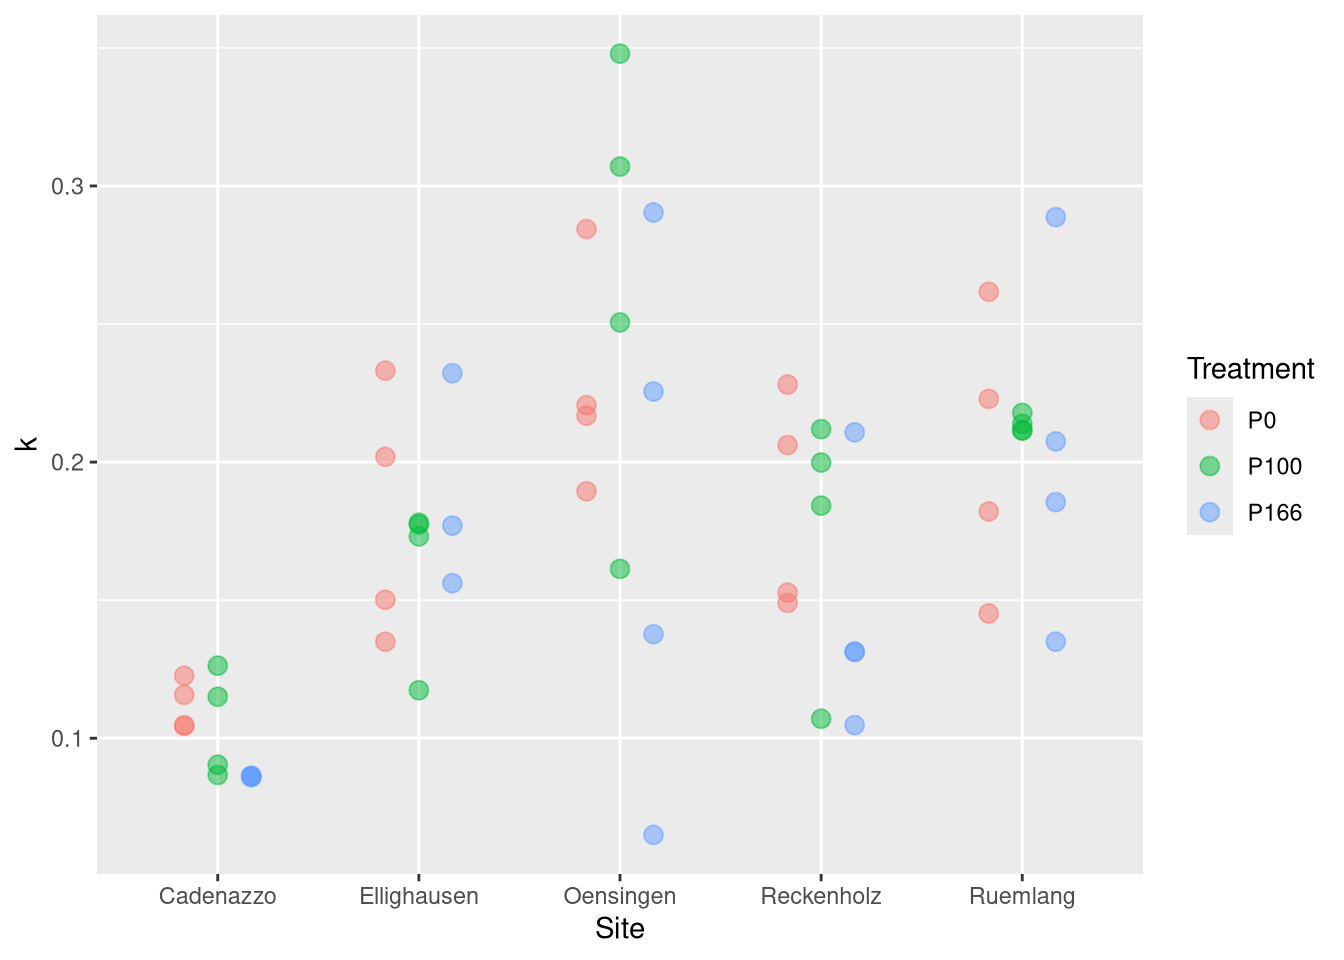 k
0.3
0.2
0.1
Cadenazzo
Ellighausen
Oensingen
Reckenholz
Ruemlang
Site
Treatment
P0
P100
P166